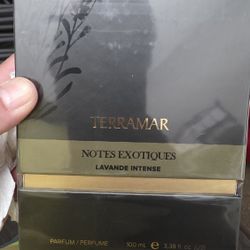 TERRAMAR
NOTES EXOTIQUES
LAVANDE INTENSE
PARFUM / PERFUME 100 mL e 3.38 fl oz